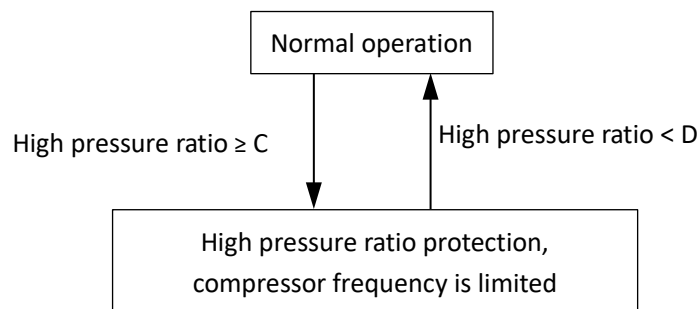 Normal operation
High pressure ratio ≥ C
High pressure ratio < D
High pressure ratio protection,
compressor frequency is limited